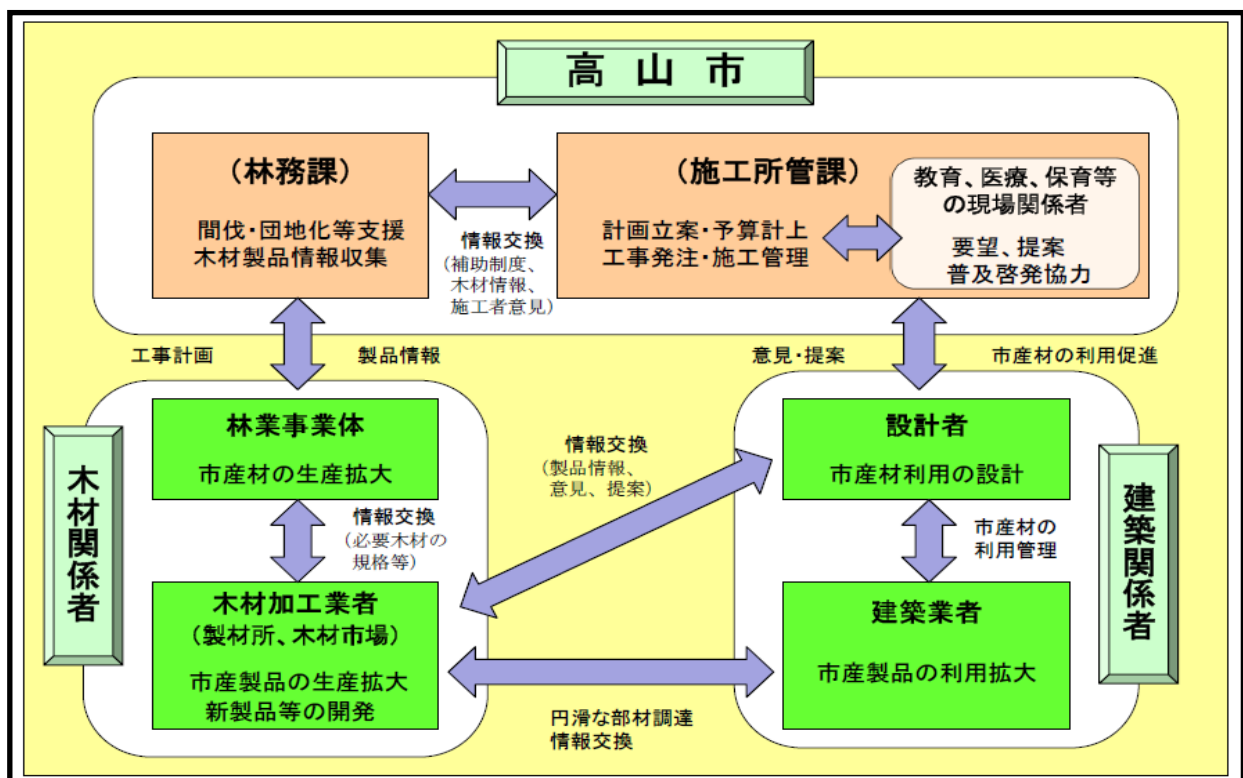 高山市
(林務課)
間伐・団地化等支援
木材製品情報収集
情報交換
(補助制度、
木材情報、
施工者意見)
(施工所管課)
計画立案・予算計上
工事発注・施工管理
教育、医療、保育等
の現場関係者
要望、提案
普及啓発協力
工事計画
製品情報
意見・提案
市産材の利用促進
木材関係者
林業事業体
市産材の生産拡大
情報交換
(必要木材の
規格等)
木材加工業者
(製材所、木材市場)
市産製品の生産拡大
新製品等の開発
情報交換
(製品情報、
意見、提案)
円滑な部材調達
情報交換
設計者
市産材利用の設計
市産材の
利用管理
建築業者
市産製品の利用拡大
建築関係者